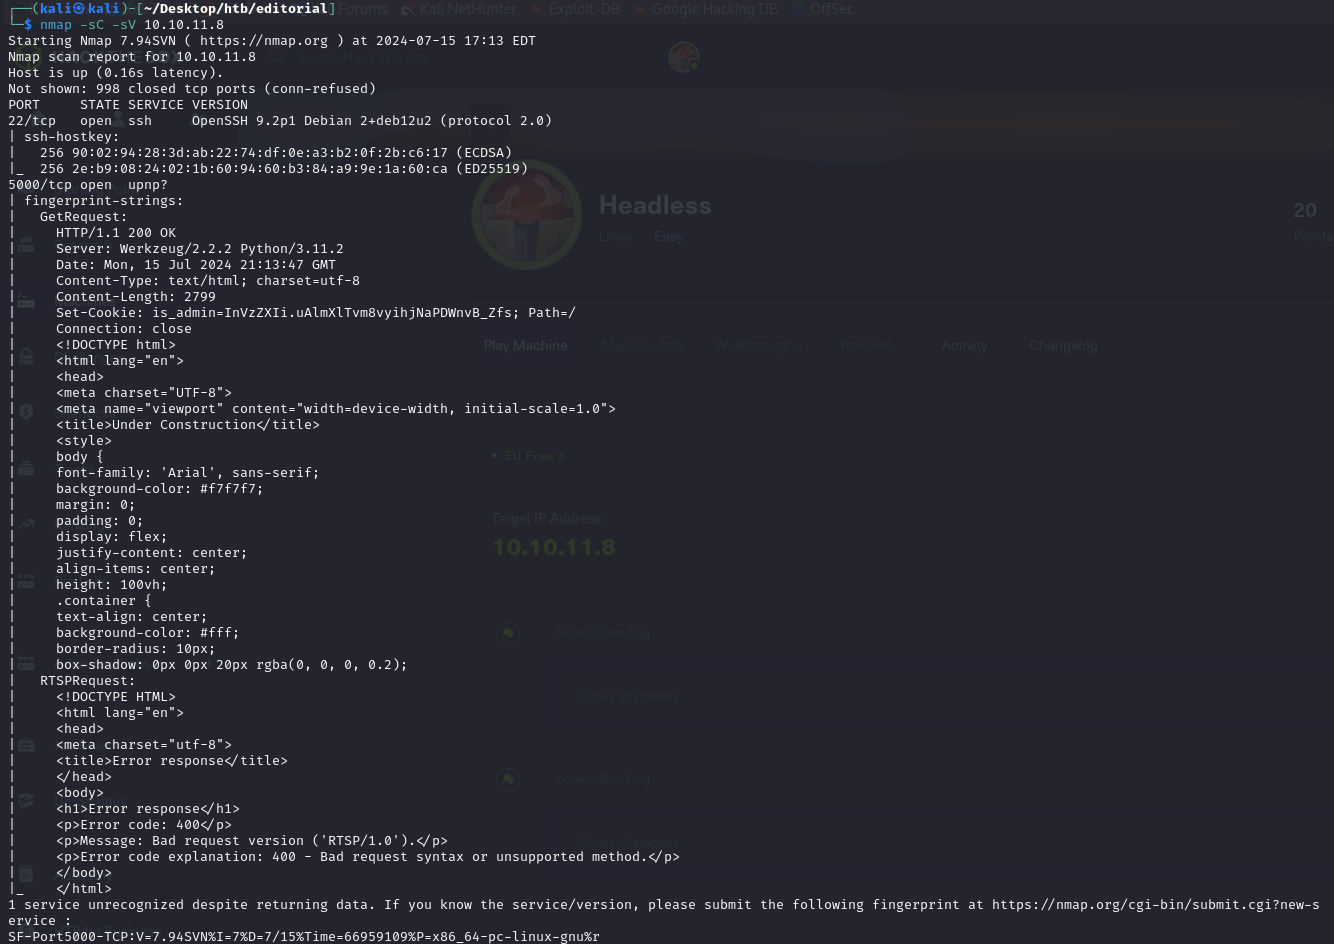 Forums Kali NetHunter Exploit-DB Google Hacking DB OffSec
┌──(kali㉿kali)-[~/Desktop/htb/editorial]
└─$ nmap -sC -sV 10.10.11.8
Starting Nmap 7.94SVN ( https://nmap.org ) at 2024-07-15 17:13 EDT
Nmap scan report for 10.10.11.8
Search Hack The Box
Host is up (0.16s latency).
Not shown: 998 closed tcp ports (conn-refused)
PORT     STATE SERVICE VERSION
22/tcp   open  ssh     OpenSSH 9.2p1 Debian 2+deb12u2 (protocol 2.0)
| ssh-hostkey:
|   256 90:02:94:28:3d:ab:22:74:df:0e:a3:b2:0f:2b:c6:17 (ECDSA)
|_  256 2e:b9:08:24:02:1b:60:94:60:b3:84:a9:9e:1a:60:ca (ED25519)
5000/tcp open  upnp?
| fingerprint-strings:
|   GetRequest:
|     HTTP/1.1 200 OK
|     Server: Werkzeug/2.2.2 Python/3.11.2
|     Date: Mon, 15 Jul 2024 21:13:47 GMT
|     Content-Type: text/html; charset=utf-8
|     Content-Length: 2799
|     Set-Cookie: is_admin=InVzZXIi.uAlmXlTvm8vyihjNaPDWnvB_Zfs; Path=/
|     Connection: close
|     <!DOCTYPE html>
|     <html lang="en">
|     <head>
|     <meta charset="UTF-8">
|     <meta name="viewport" content="width=device-width, initial-scale=1.0">
|     <title>Under Construction</title>
|     <style>
|     body {
|     font-family: 'Arial', sans-serif;
|     background-color: #f7f7f7;
|     margin: 0;
|     padding: 0;
|     display: flex;
|     justify-content: center;
|     align-items: center;
|     height: 100vh;
|     .container {
|     text-align: center;
|     background-color: #fff;
|     border-radius: 10px;
|     box-shadow: 0px 0px 20px rgba(0, 0, 0, 0.2);
|   RTSPRequest:
|     <!DOCTYPE HTML>
|     <html lang="en">
|     <head>
|     <meta charset="utf-8">
|     <title>Error response</title>
|     </head>
|     <body>
|     <h1>Error response</h1>
|     <p>Error code: 400</p>
|     <p>Message: Bad request version ('RTSP/1.0').</p>
|     <p>Error code explanation: 400 - Bad request syntax or unsupported method.</p>
|     </body>
|_    </html>
1 service unrecognized despite returning data. If you know the service/version, please submit the following fingerprint at https://nmap.org/cgi-bin/submit.cgi?new-s
ervice :
SF-Port5000-TCP:V=7.94SVN%I=7%D=7/15%Time=66959109%P=x86_64-pc-linux-gnu%r
Headless
Linux · Easy
20
Points
Play Machine Machine Info Walkthroughs Reviews Activity Changelog
EU Free 3
Target IP Address
10.10.11.8
Submit User Flag
32 hex characters
Submit Root Flag
32 hex characters